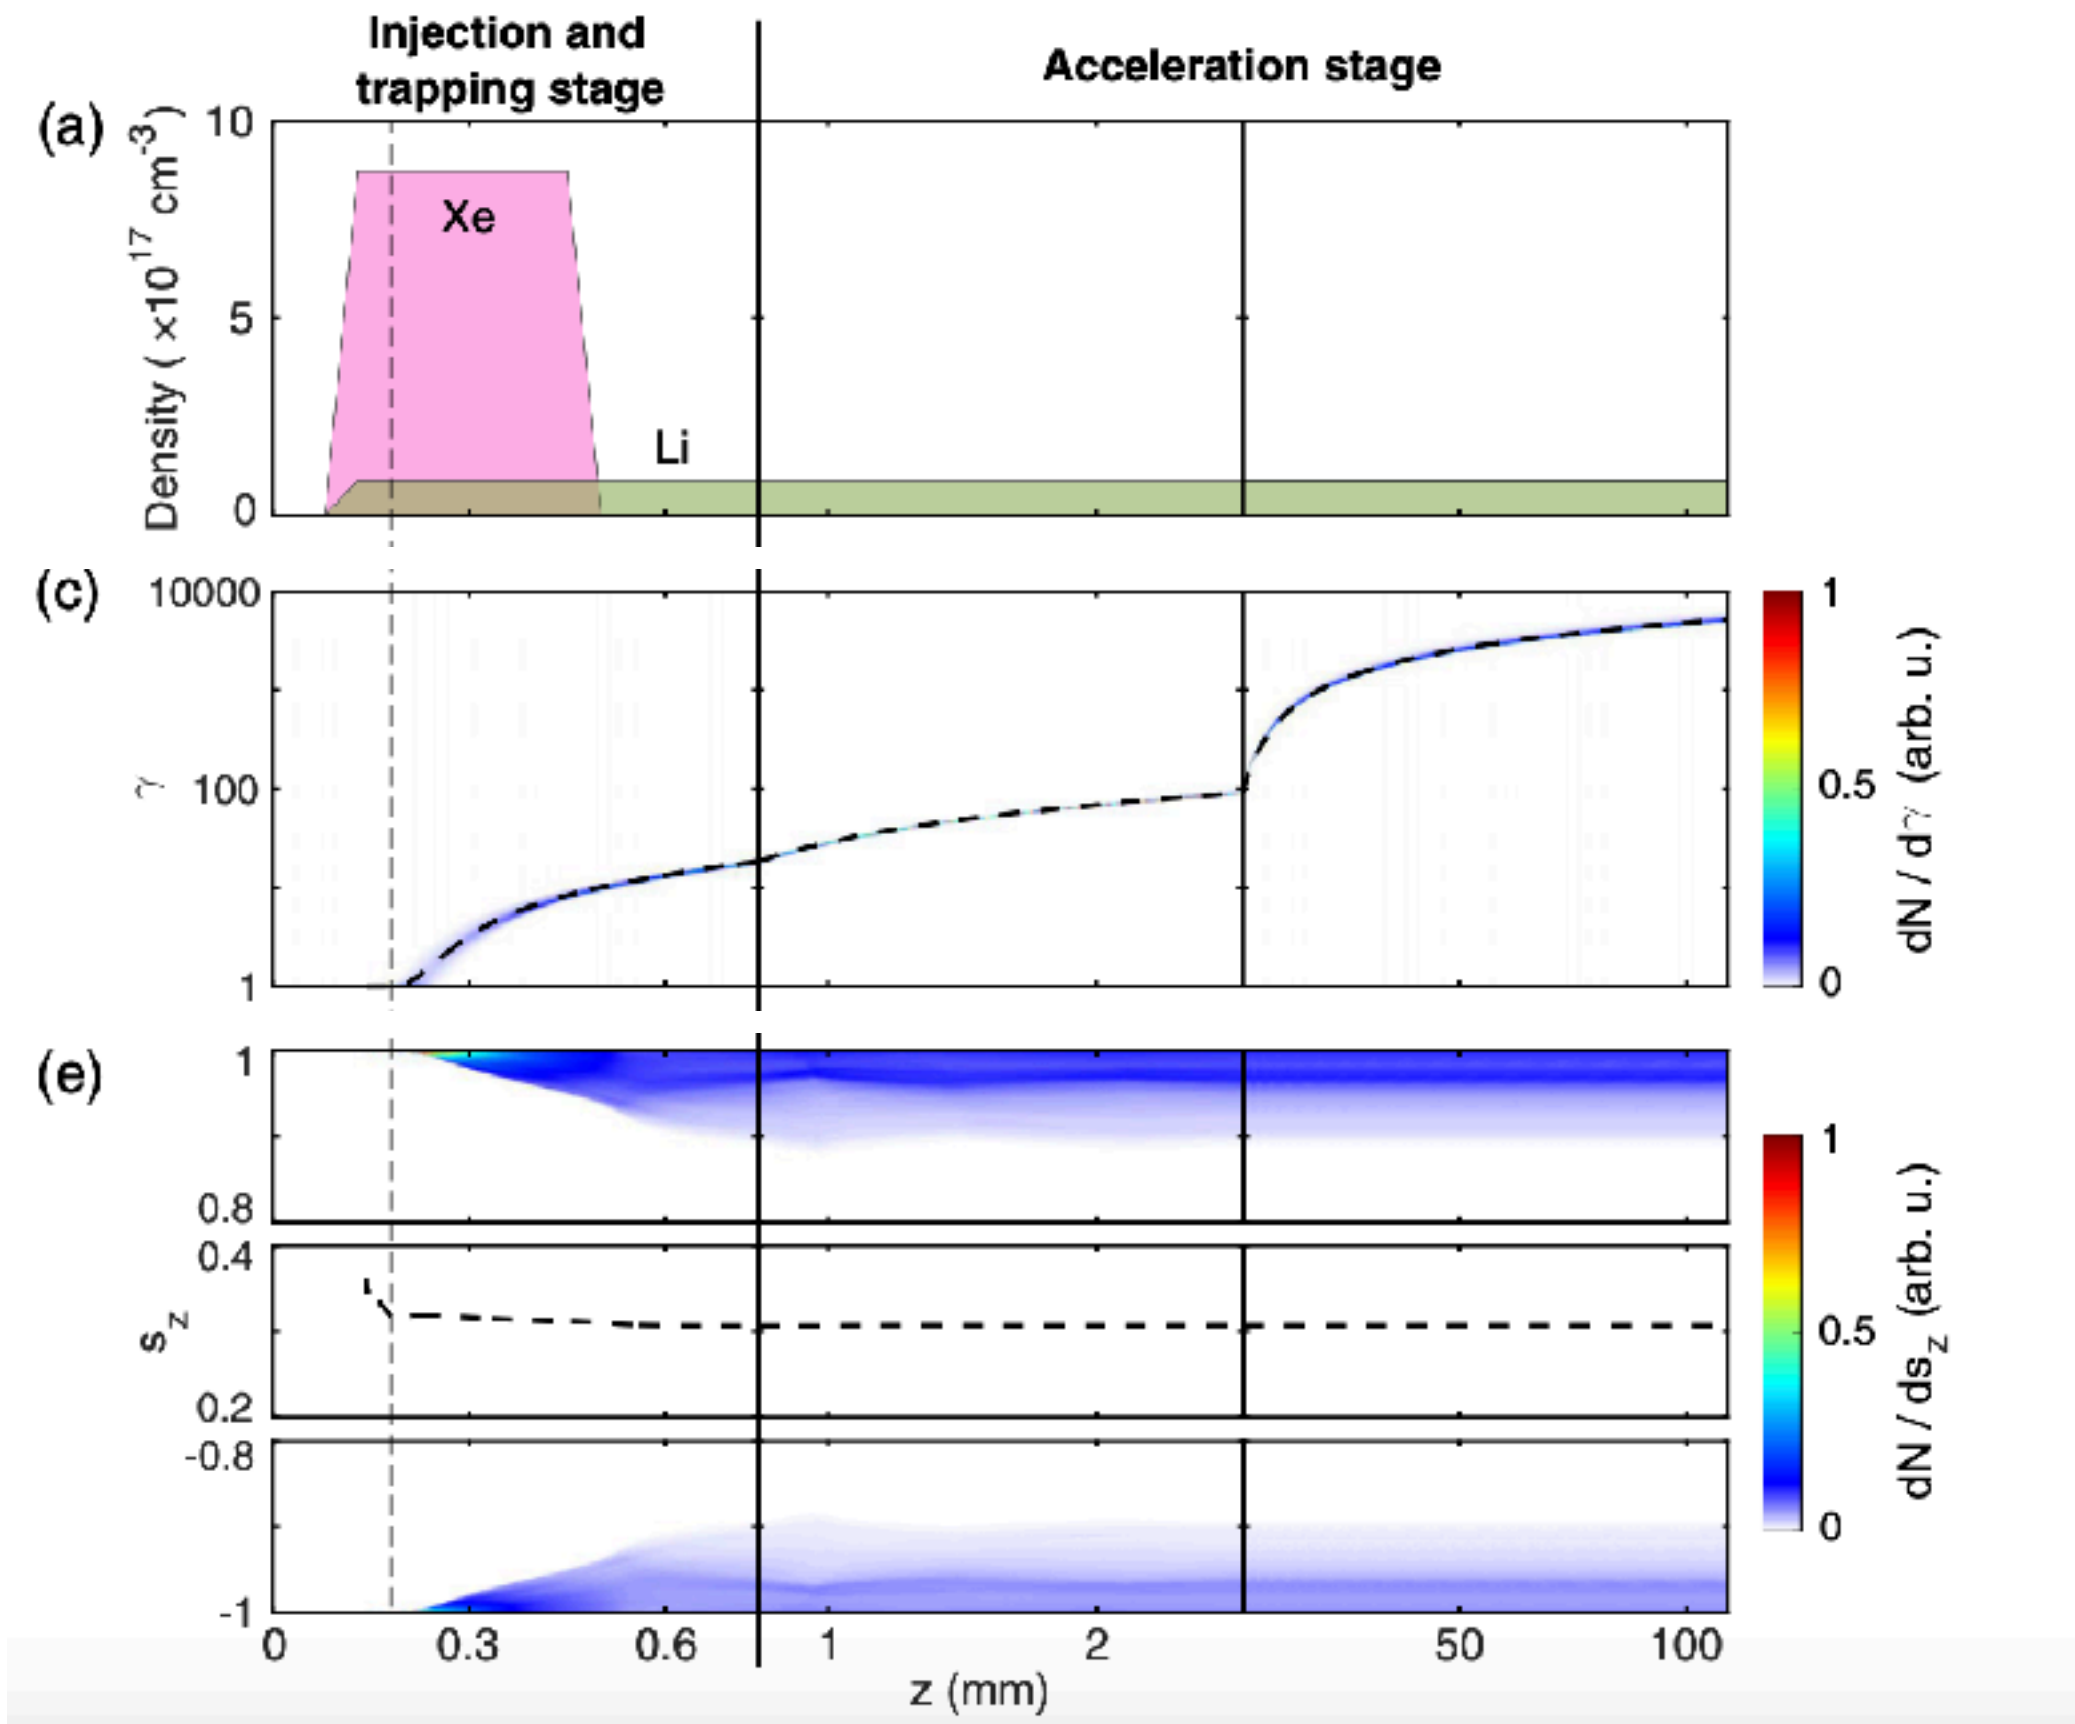 Injection and
trapping stage
Acceleration stage
(a)
Density ( ×10^17 cm^-3)
10
5
0
Xe
Li
(c)
γ
10000
100
1
1
0.5
0
dN / dγ (arb. u.)
(e)
s_z
1
0.8
0.4
0.2
-0.8
-1
1
0.5
0
dN / ds_z (arb. u.)
0 0.3 0.6 1 2 50 100
z (mm)